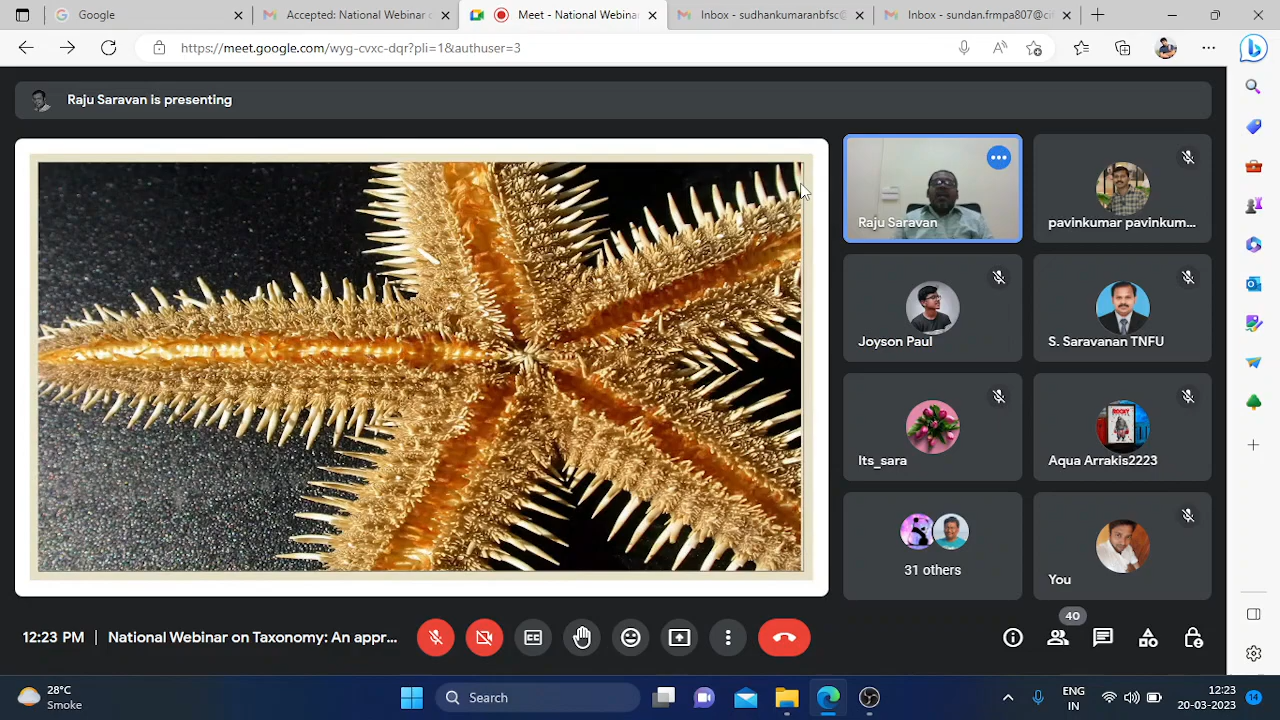 Google
Accepted: National Webinar c
Meet - National Webina
Inbox - sudhankumaranbfsc@
Inbox - sundan.frmpa807@ci
https://meet.google.com/wyg-cvxc-dqr?pli=1&authuser=3
Raju Saravan is presenting
Raju Saravan
pavinkumar pavinkum...
Joyson Paul
S. Saravanan TNFU
Its_sara
Aqua Arrakis2223
31 others
You
12:23 PM | National Webinar on Taxonomy: An appr...
40
28°C
Smoke
Search
ENG
IN
12:23
20-03-2023
14